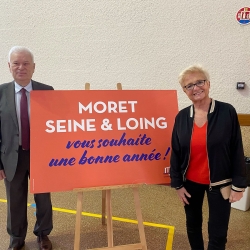 MORET
SEINE & LOING
vous souhaite
une bonne année !